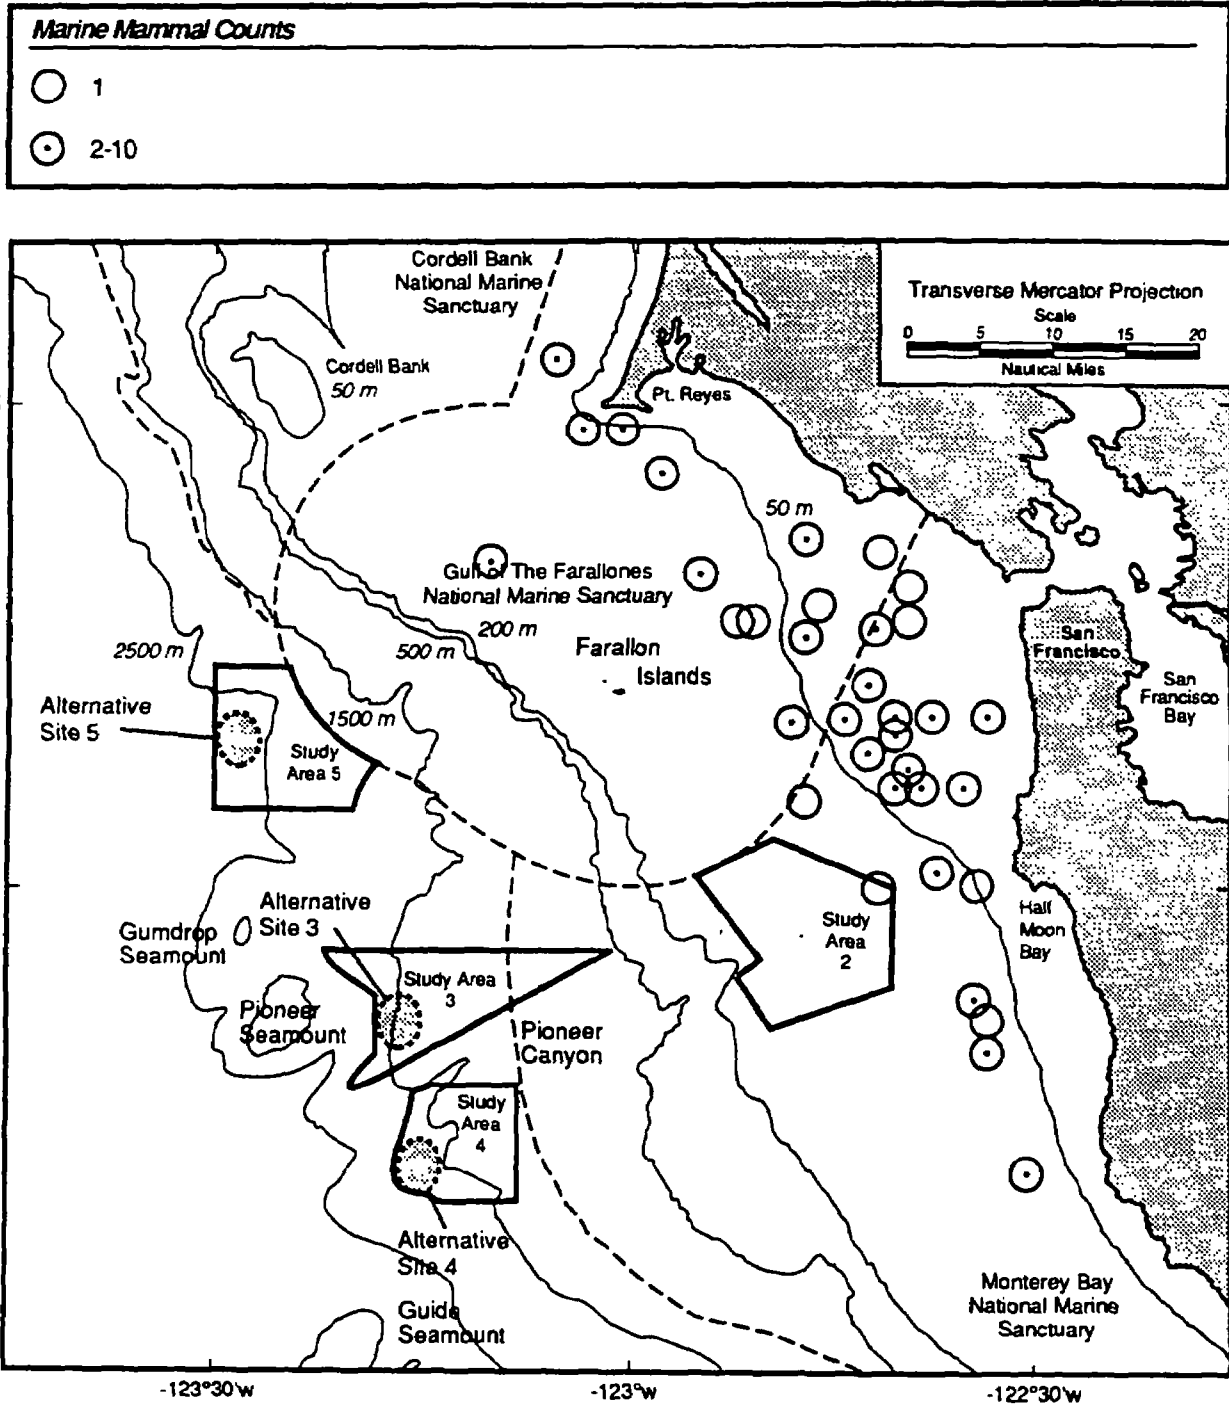 Marine Mammal Counts
1
2-10
Transverse Mercator Projection
Scale
0 5 10 15 20
Nautical Miles
Cordell Bank
National Marine
Sanctuary
Cordell Bank
50 m
Pt. Reyes
50 m
Gulf of The Farallones
National Marine Sanctuary
200 m
500 m
2500 m
Farallon
Islands
San
Francisco
San
Francisco
Bay
Alternative
Site 5
1500 m
Study
Area 5
Alternative
Site 3
Gumdrop
Seamount
Study
Area
2
Half
Moon
Bay
Study Area
3
Pioneer
Seamount
Pioneer
Canyon
Study
Area
4
Alternative
Site 4
Guide
Seamount
Monterey Bay
National Marine
Sanctuary
-123°30'W
-123°W
-122°30'W